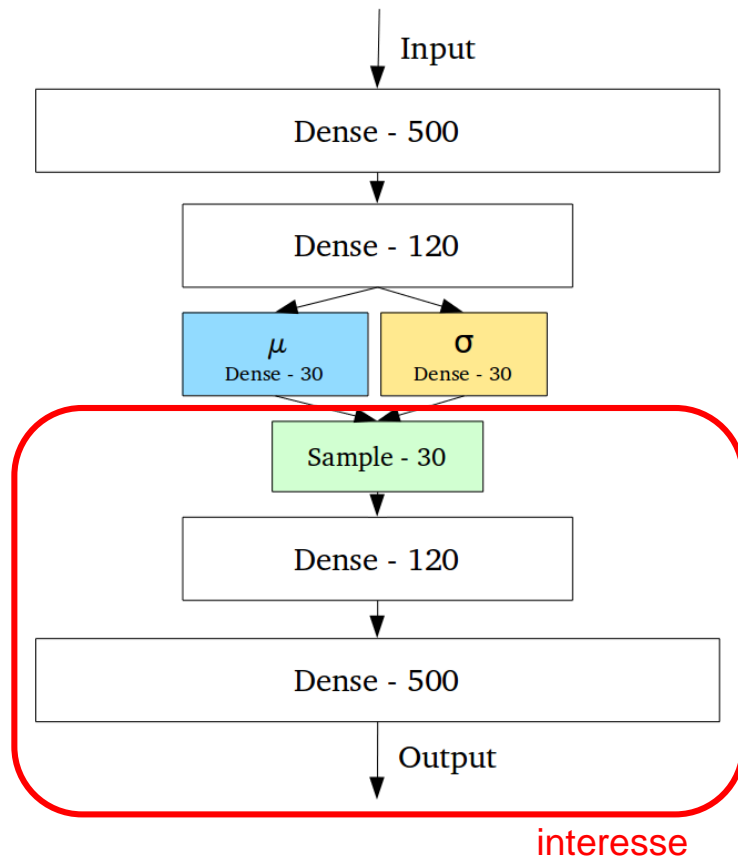 Input
Dense - 500
Dense - 120
μ
Dense - 30
σ
Dense - 30
Sample - 30
Dense - 120
Dense - 500
Output
interesse